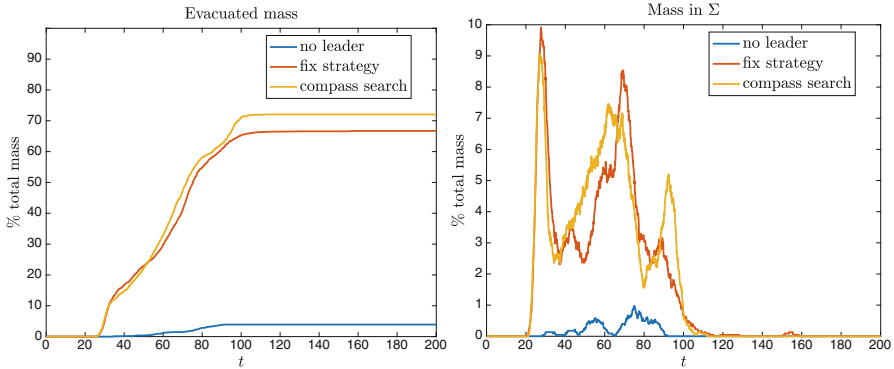 Evacuated mass
% total mass
90
80
70
60
50
40
30
20
10
0
no leader
fix strategy
compass search
0 20 40 60 80 100 120 140 160 180 200
t
Mass in Σ
% total mass
10
9
8
7
6
5
4
3
2
1
0
no leader
fix strategy
compass search
0 20 40 60 80 100 120 140 160 180 200
t